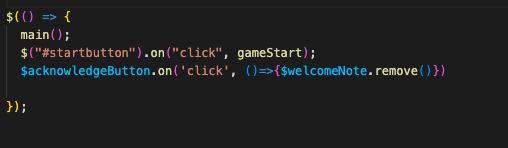 $(() => {
main();
$("#startbutton").on("click", gameStart);
$acknowledgeButton.on('click', ()=>{$welcomeNote.remove()})
});